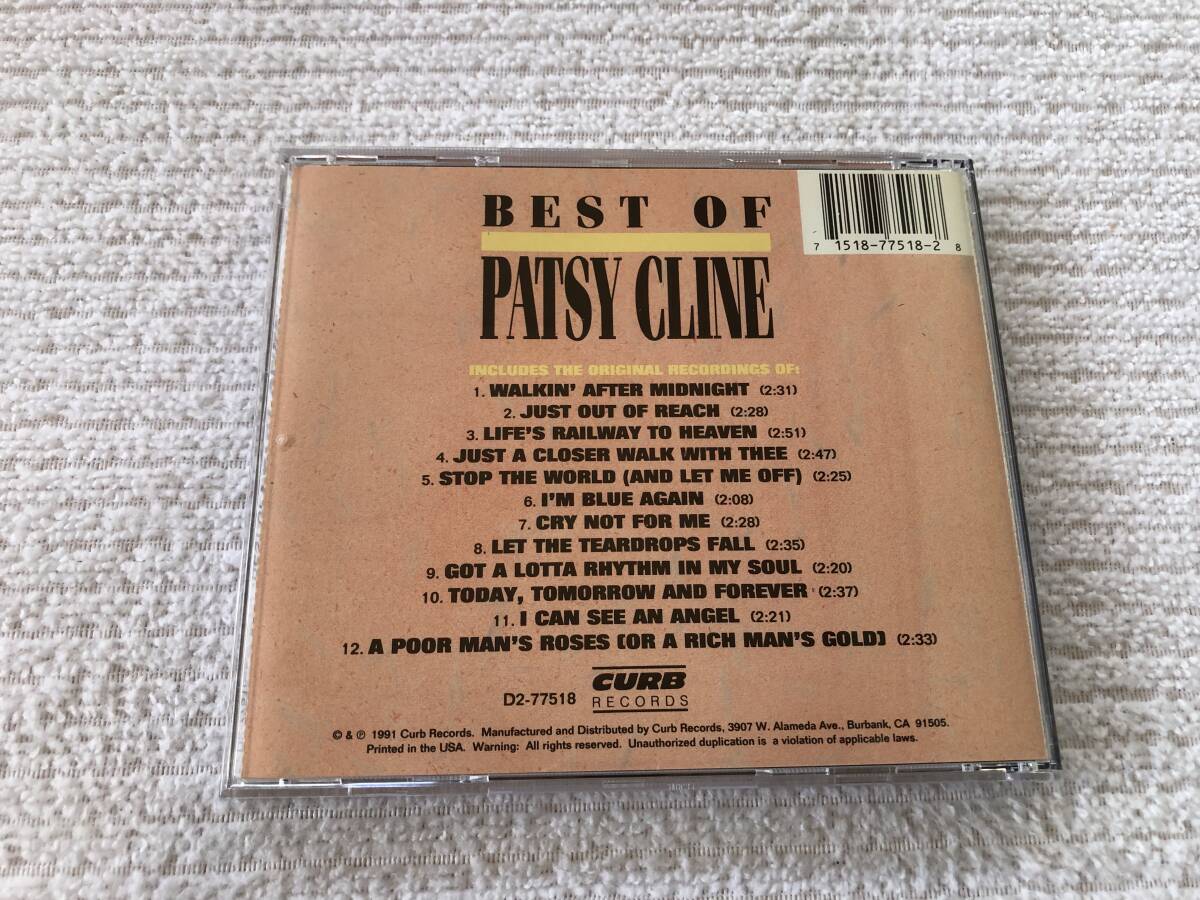 BEST OF
PATSY CLINE
7 1518-77518-2 8
INCLUDES THE ORIGINAL RECORDINGS OF:
1. WALKIN' AFTER MIDNIGHT (2:31)
2. JUST OUT OF REACH (2:28)
3. LIFE'S RAILWAY TO HEAVEN (2:51)
4. JUST A CLOSER WALK WITH THEE (2:47)
5. STOP THE WORLD (AND LET ME OFF) (2:25)
6. I'M BLUE AGAIN (2:08)
7. CRY NOT FOR ME (2:28)
8. LET THE TEARDROPS FALL (2:35)
9. GOT A LOTTA RHYTHM IN MY SOUL (2:20)
10. TODAY, TOMORROW AND FOREVER (2:37)
11. I CAN SEE AN ANGEL (2:21)
12. A POOR MAN'S ROSES (OR A RICH MAN'S GOLD) (2:33)
D2-77518
CURB
RECORDS
© & ℗ 1991 Curb Records. Manufactured and Distributed by Curb Records, 3907 W. Alameda Ave., Burbank, CA 91505.
Printed in the USA. Warning: All rights reserved. Unauthorized duplication is a violation of applicable laws.